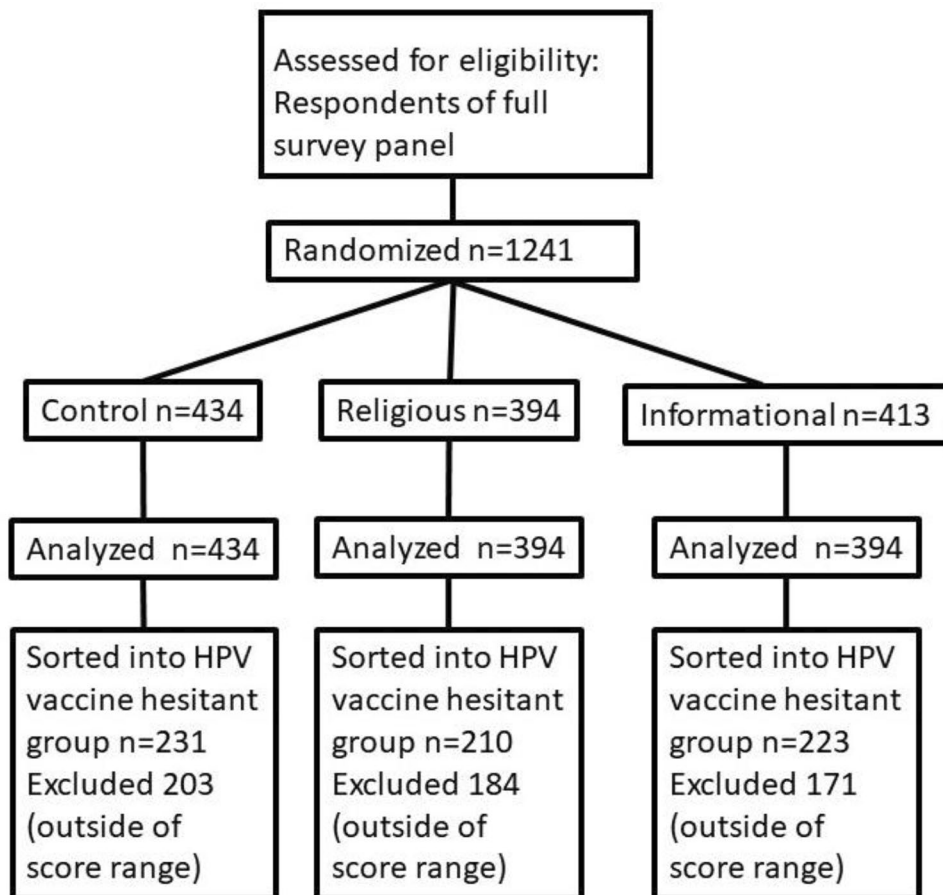 Assessed for eligibility:
Respondents of full
survey panel
Randomized n=1241
Control n=434
Religious n=394
Informational n=413
Analyzed n=434
Analyzed n=394
Analyzed n=394
Sorted into HPV
vaccine hesitant
group n=231
Excluded 203
(outside of
score range)
Sorted into HPV
vaccine hesitant
group n=210
Excluded 184
(outside of
score range)
Sorted into HPV
vaccine hesitant
group n=223
Excluded 171
(outside of
score range)